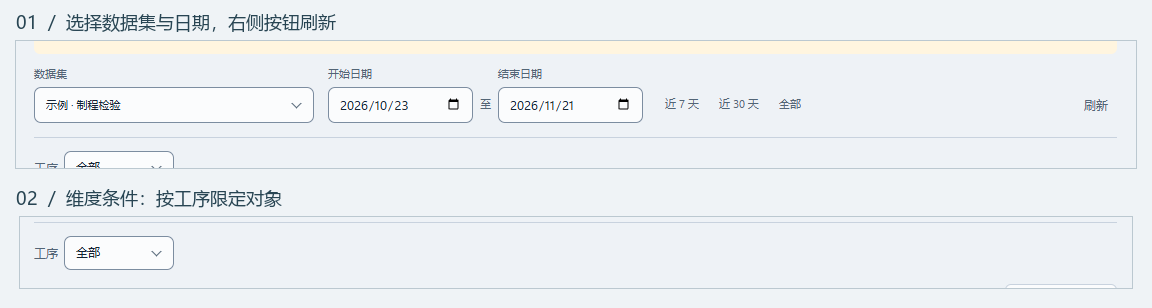 01 / 选择数据集与日期，右侧按钮刷新
数据集
开始日期
结束日期
示例 · 制程检验
2026/10/23
至
2026/11/21
近 7 天
近 30 天
全部
刷新
工序
全部
02 / 维度条件：按工序限定对象
工序
全部